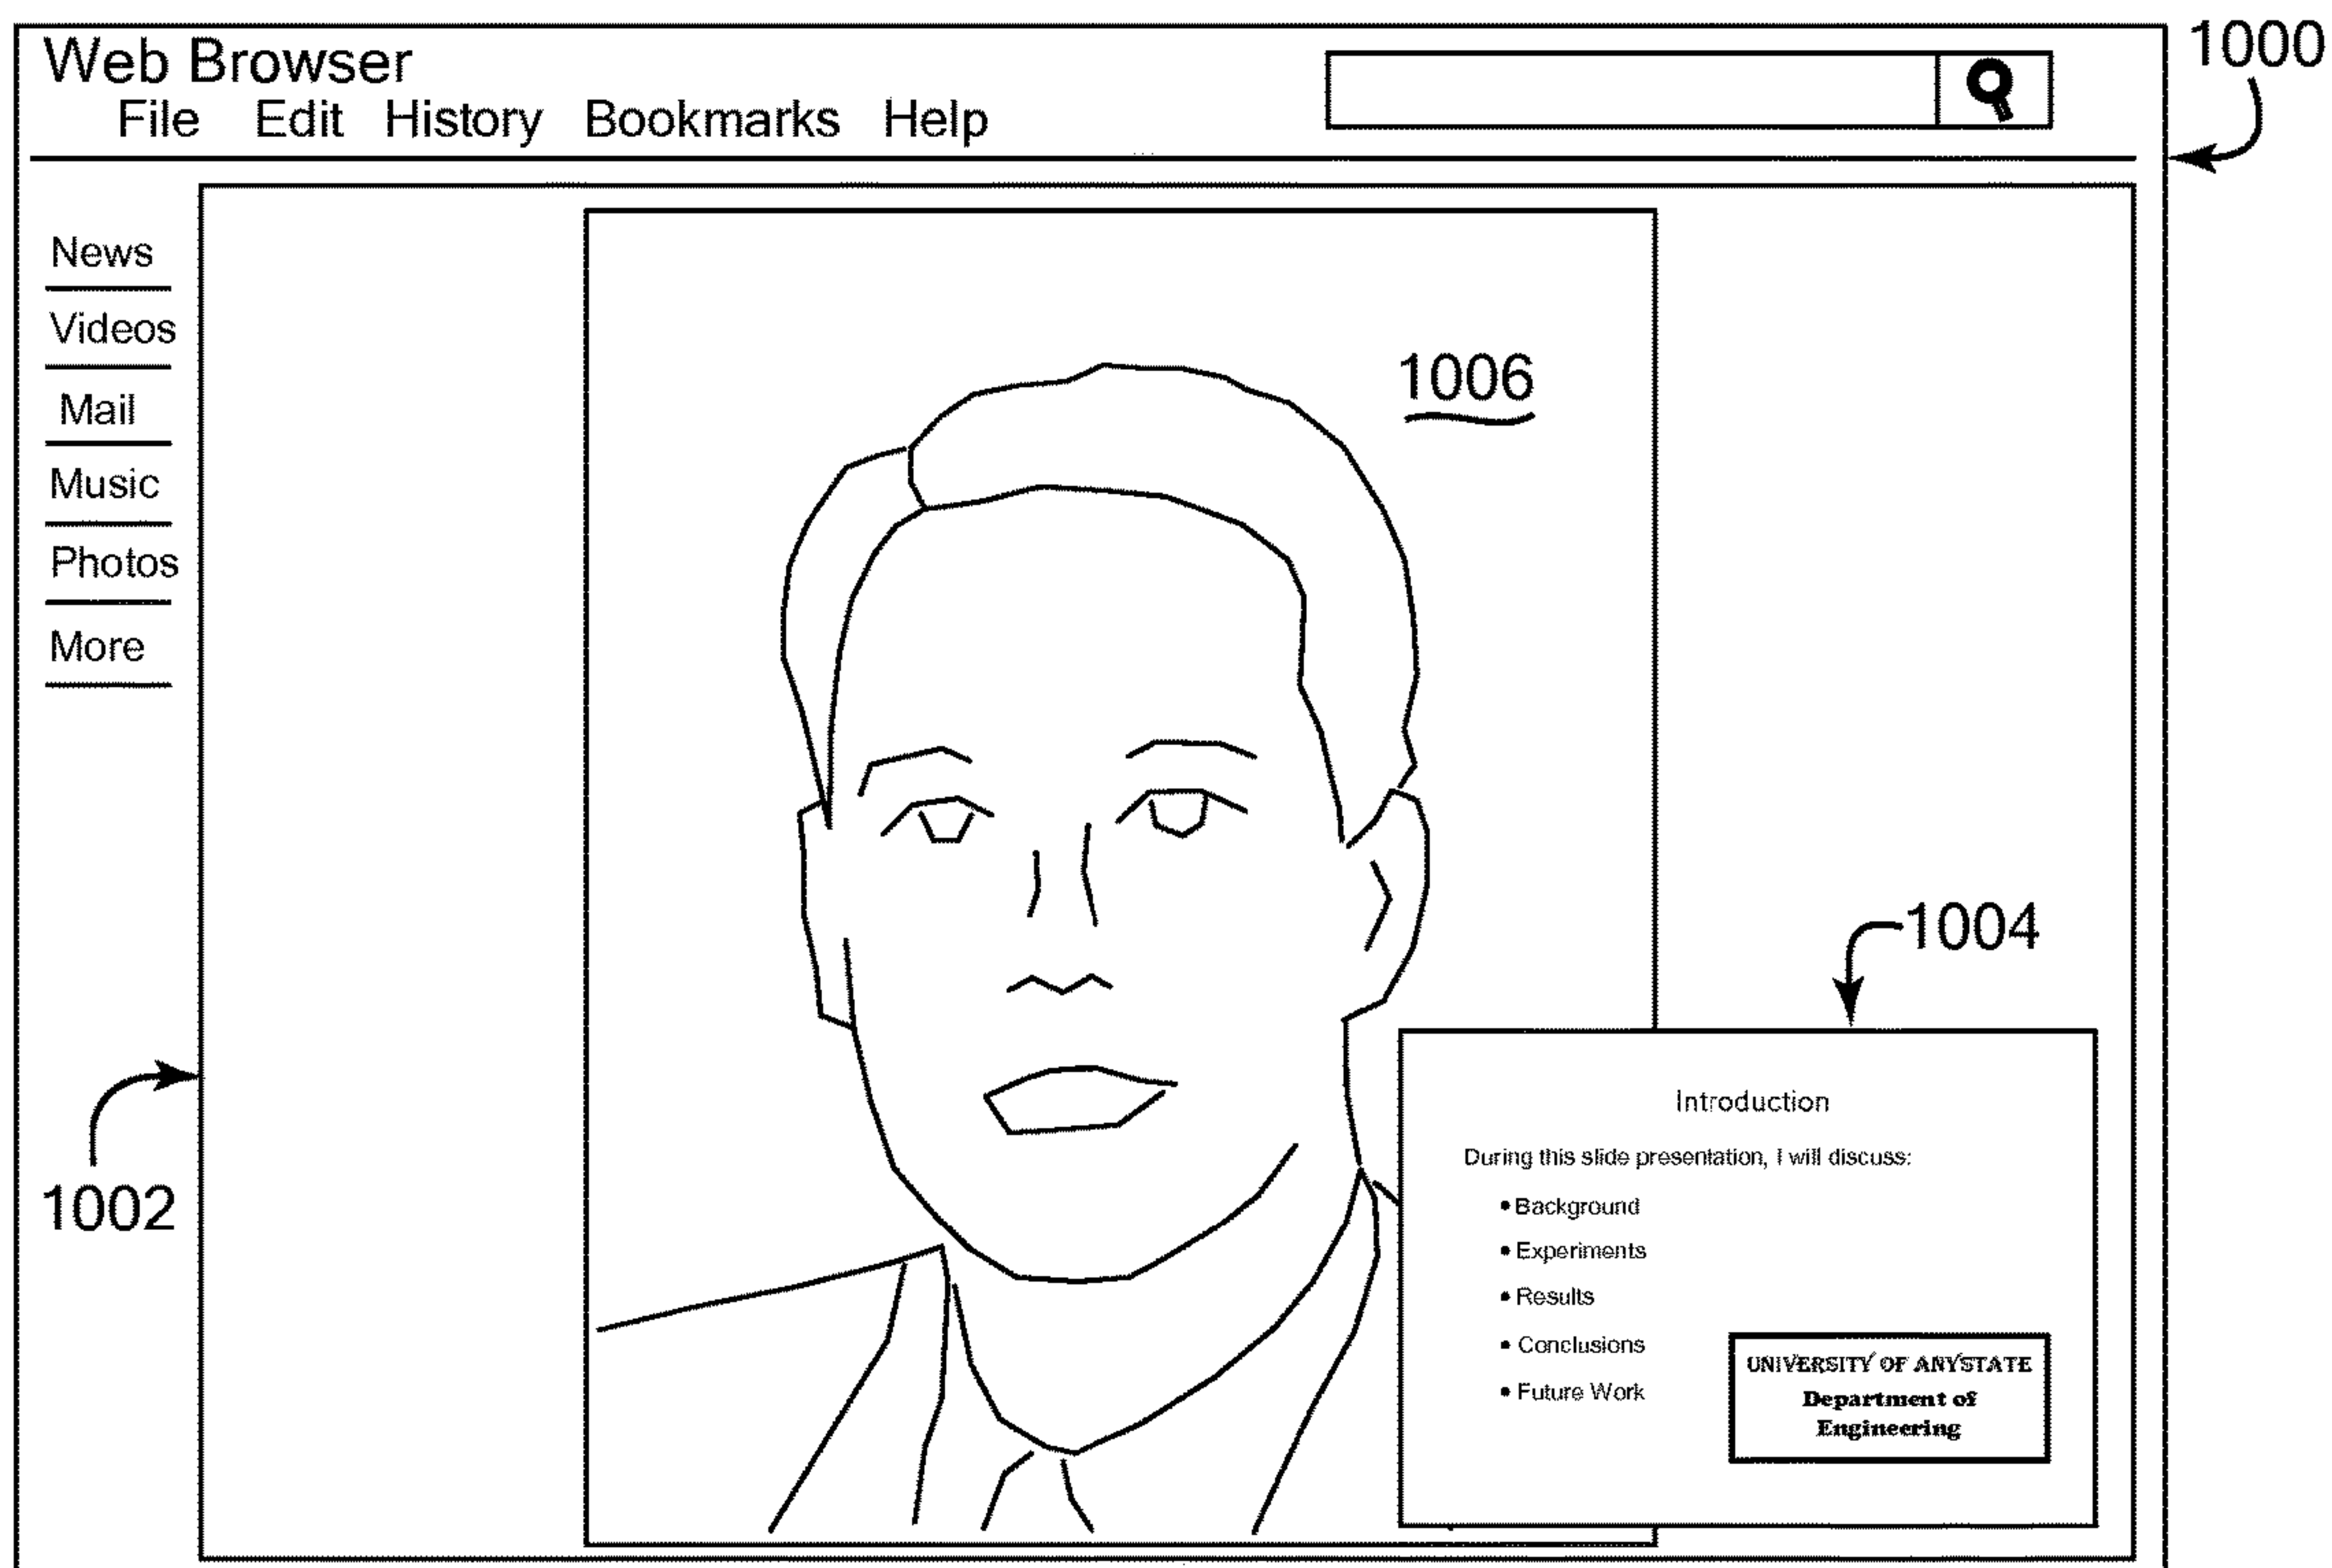 Web Browser
File Edit History Bookmarks Help
1000
News
Videos
Mail
Music
Photos
More
1006
1004
1002
Introduction
During this slide presentation, I will discuss:
• Background
• Experiments
• Results
• Conclusions
• Future Work
UNIVERSITY OF ANYSTATE
Department of
Engineering